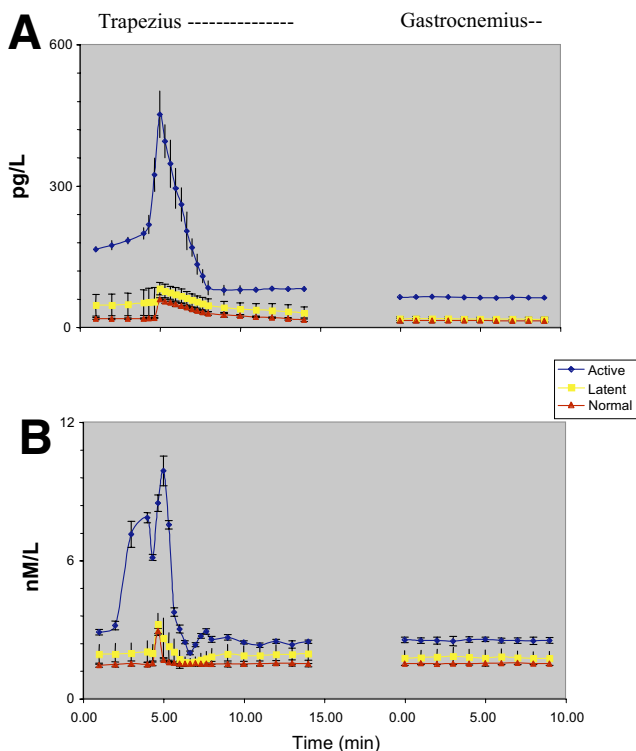 Trapezius --------------- Gastrocnemius--
A
600
pg/L
300
0
Active
Latent
Normal
B
12
nM/L
6
0
0.00 5.00 10.00 15.00 0.00 5.00 10.00
Time (min)